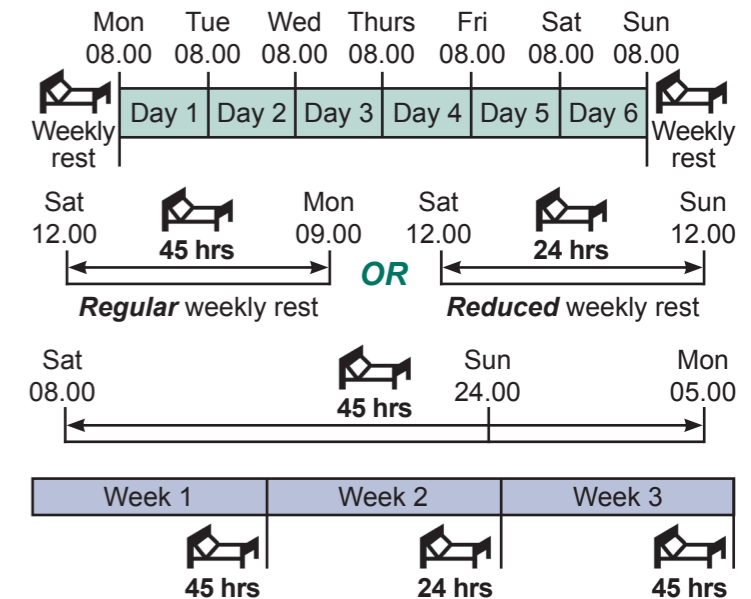 Mon Tue Wed Thurs Fri Sat Sun
08.00 08.00 08.00 08.00 08.00 08.00 08.00
Weekly rest Day 1 Day 2 Day 3 Day 4 Day 5 Day 6 Weekly rest
Sat Mon Sat Sun
12.00 45 hrs 09.00 12.00 24 hrs 12.00
OR
Regular weekly rest Reduced weekly rest
Sat Sun Mon
08.00 45 hrs 24.00 05.00
Week 1 Week 2 Week 3
45 hrs 24 hrs 45 hrs